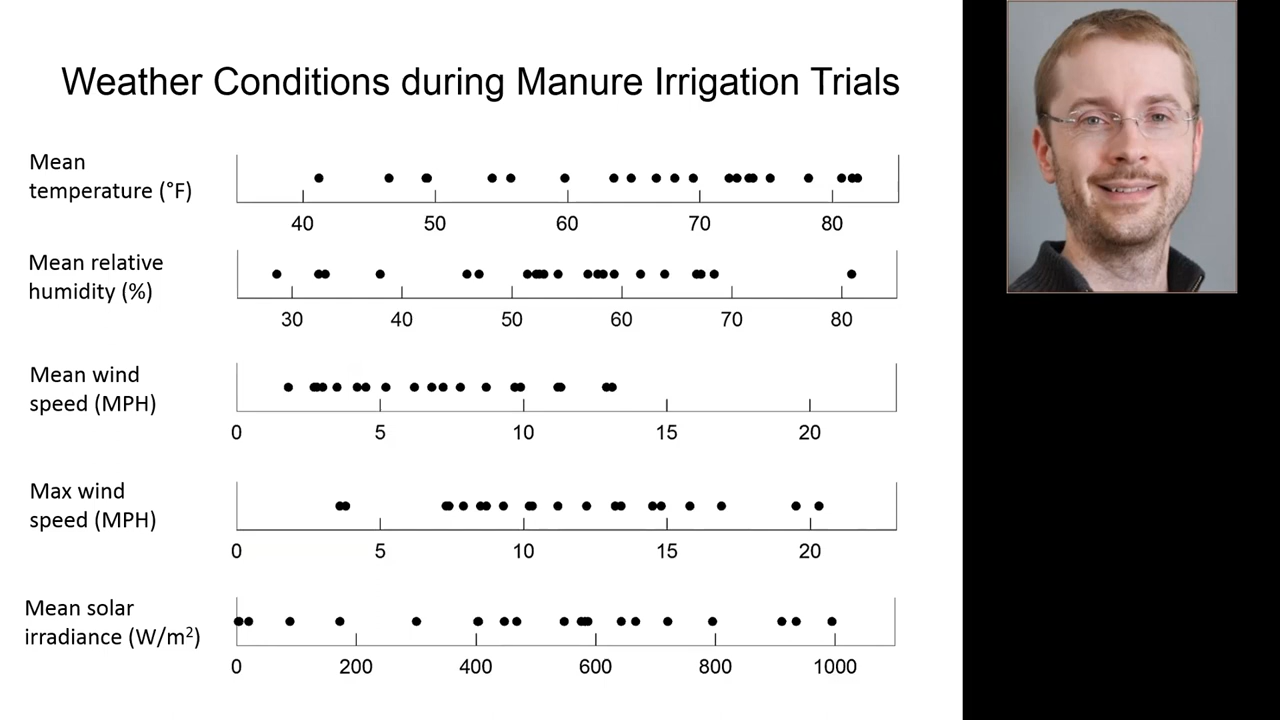 Weather Conditions during Manure Irrigation Trials
Mean
temperature (°F)
40 50 60 70 80
Mean relative
humidity (%)
30 40 50 60 70 80
Mean wind
speed (MPH)
0 5 10 15 20
Max wind
speed (MPH)
0 5 10 15 20
Mean solar
irradiance (W/m²)
0 200 400 600 800 1000